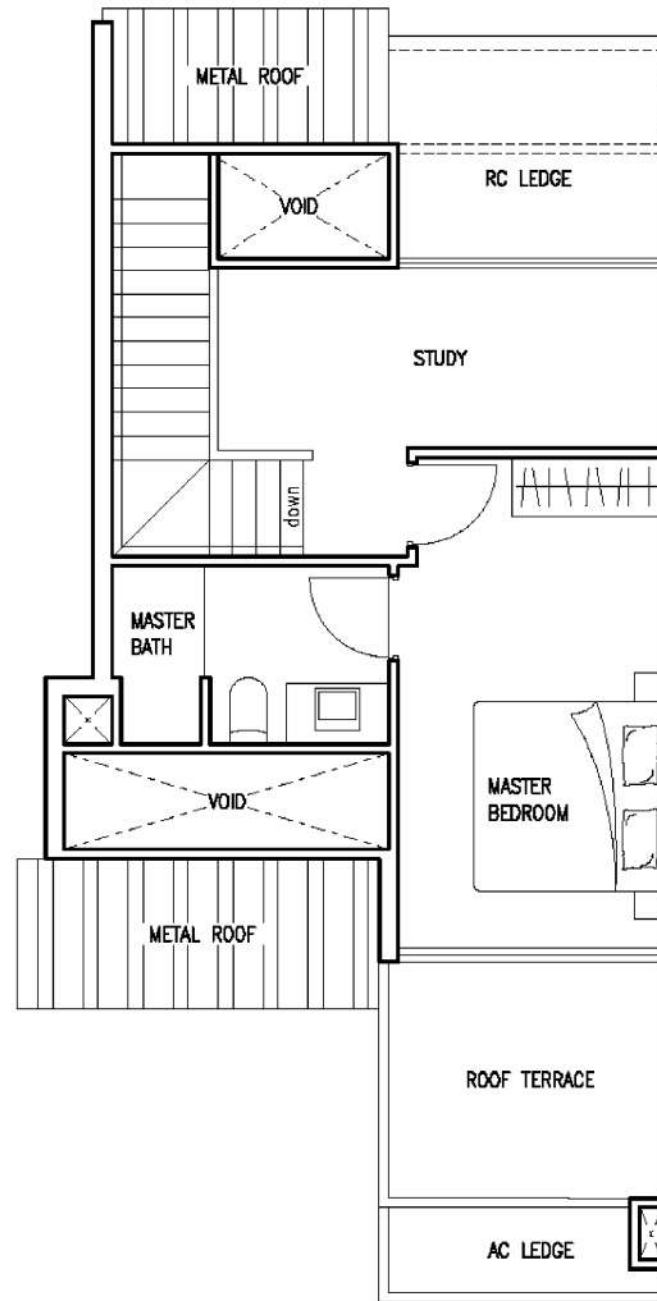 METAL ROOF
RC LEDGE
VOID
STUDY
down
MASTER
BATH
MASTER
BEDROOM
VOID
METAL ROOF
ROOF TERRACE
AC LEDGE